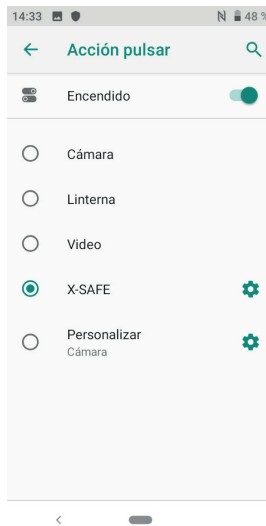 14:33 48 %
Acción pulsar
Encendido
Cámara
Linterna
Video
X-SAFE
Personalizar
Cámara